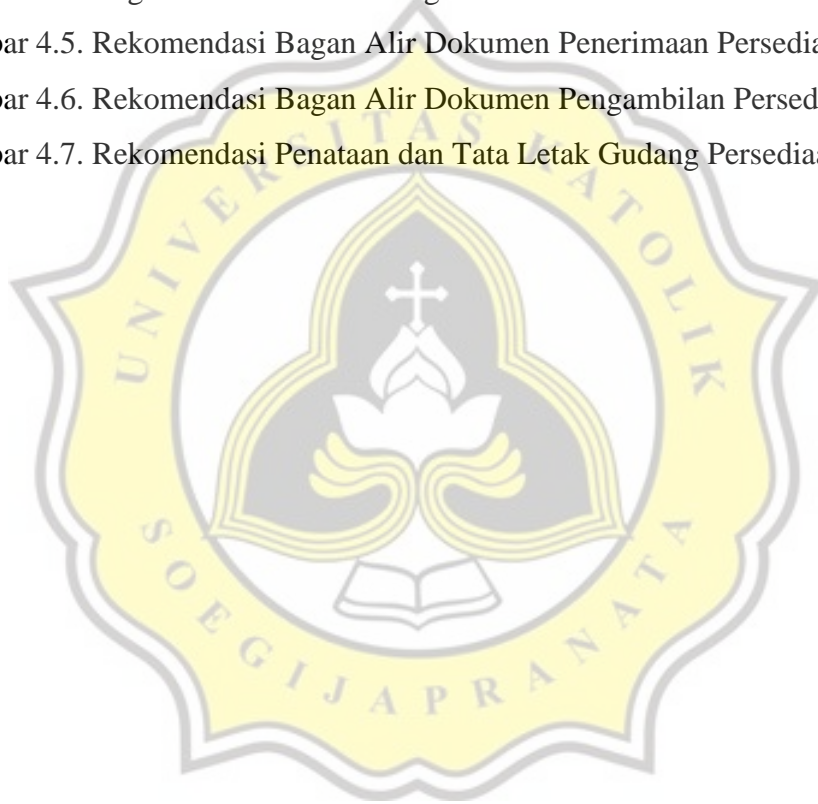 bar 4.5. Rekomendasi Bagan Alir Dokumen Penerimaan Persedia
bar 4.6. Rekomendasi Bagan Alir Dokumen Pengambilan Persed
bar 4.7. Rekomendasi Penataan dan Tata Letak Gudang Persediaa
UNIVERSITAS KATOLIK
SOEGIJAPRANATA